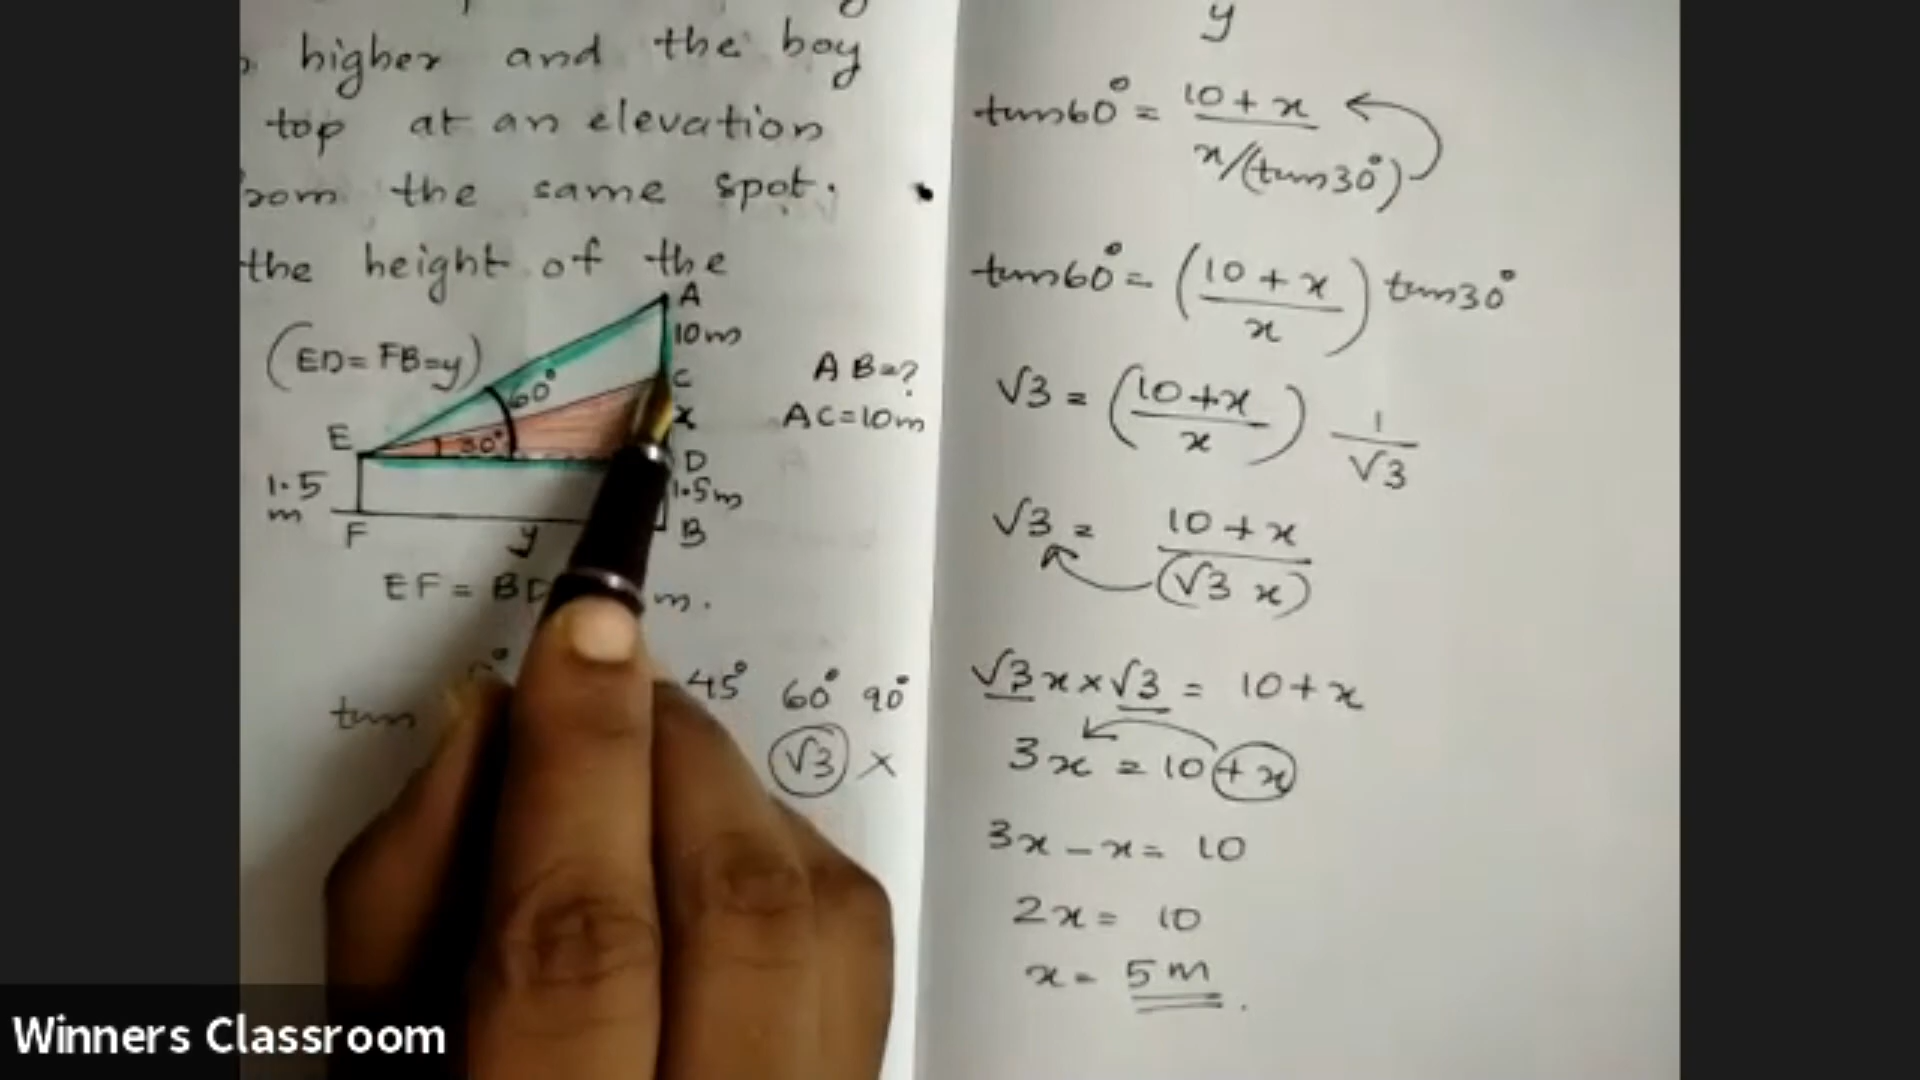 higher and the boy
top at an elevation
from the same spot.
the height of the
A
10m
(ED = FB = y)
60°
C
AB = ?
x
AC = 10m
E
30°
D
1.5
m
1.5m
F
y
B
EF = BD m.
45° 60° 90°
tan
√3 ×
y
tan60° = 10 + x
x/(tan30°)
tan60° = (10 + x / x) tan30°
√3 = (10 + x / x) 1/√3
√3 = 10 + x
(√3 x)
√3 x × √3 = 10 + x
3x = 10 + x
3x - x = 10
2x = 10
x = 5 m.
Winners Classroom